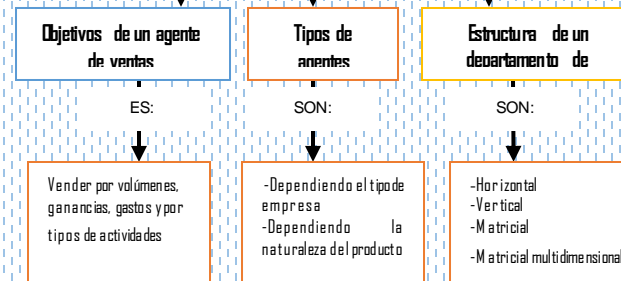 Objetivos de un agente
de ventas
Tipos de
agentes
Estructura de un
departamento de
ES:
SON:
SON:
Vender por volúmenes,
ganancias, gastos y por
tipos de actividades
-Dependiendo el tipo de
empresa
-Dependiendo la
naturaleza del producto
-Horizontal
-Vertical
-Matricial
-Matricial multidimensional